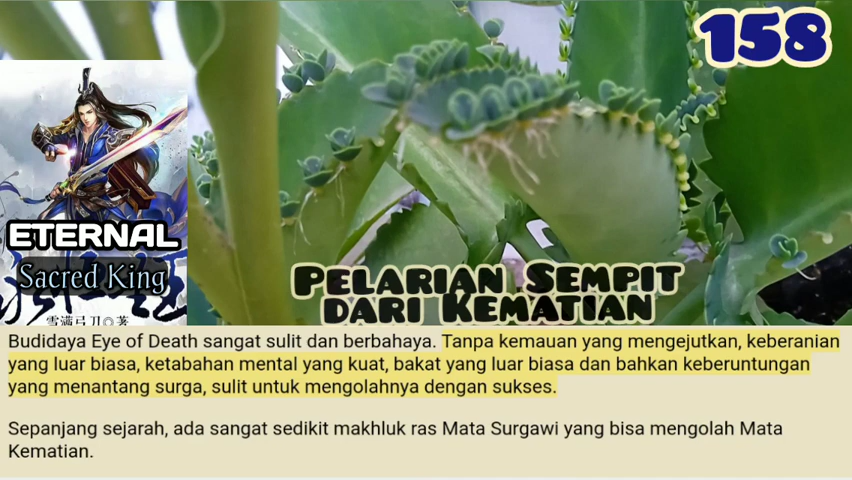 158
ETERNAL
Sacred King
雪满弓刀◎著
PELARIAN SEMPIT
DARI KEMATIAN
Budidaya Eye of Death sangat sulit dan berbahaya. Tanpa kemauan yang mengejutkan, keberanian
yang luar biasa, ketabahan mental yang kuat, bakat yang luar biasa dan bahkan keberuntungan
yang menantang surga, sulit untuk mengolahnya dengan sukses.
Sepanjang sejarah, ada sangat sedikit makhluk ras Mata Surgawi yang bisa mengolah Mata
Kematian.